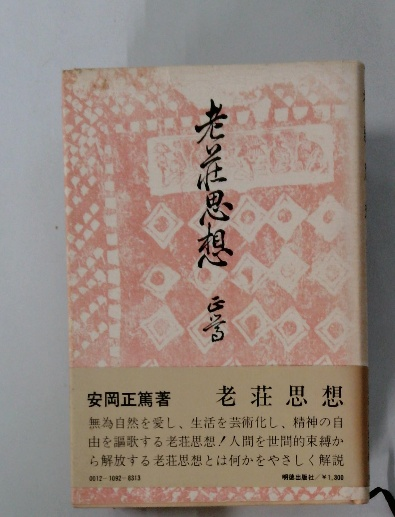 老荘思想
正篤
安岡正篤著 老荘思想
無為自然を愛し、生活を芸術化し、精神の自
由を謳歌する老荘思想!人間を世間的束縛か
ら解放する老荘思想とは何かをやさしく解説
0012-1092-8313 明徳出版社/¥1,300